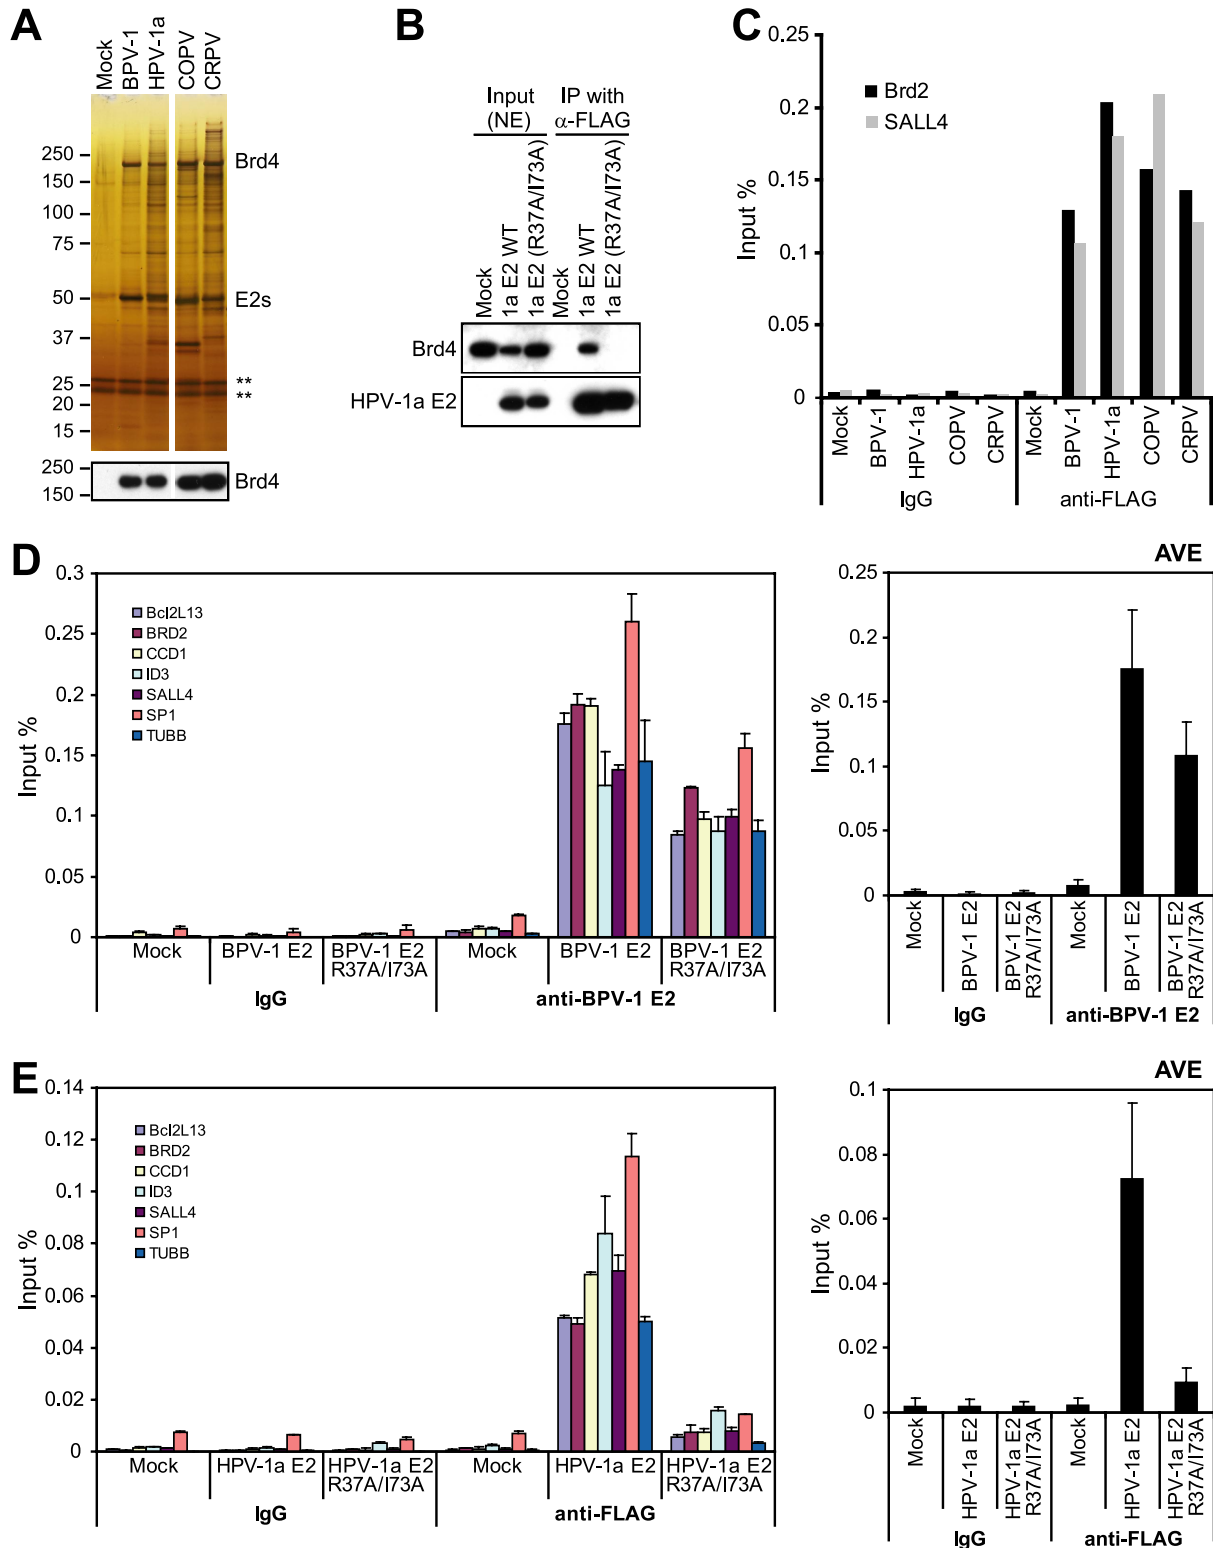 A
Mock
BPV-1
HPV-1a
COPV
CRPV
250
150
100
75
50
37
25
20
15
Brd4
E2s
**
**
250
150
Brd4
B
Input
(NE)
IP with
α-FLAG
Mock
1a E2 WT
1a E2 (R37A/I73A)
Mock
1a E2 WT
1a E2 (R37A/I73A)
Brd4
HPV-1a E2
C
0.25
0.2
0.15
0.1
0.05
0
Input %
Brd2
SALL4
Mock
BPV-1
HPV-1a
COPV
CRPV
Mock
BPV-1
HPV-1a
COPV
CRPV
IgG
anti-FLAG
D
0.3
0.25
0.2
0.15
0.1
0.05
0
Input %
Bcl2L13
BRD2
CCD1
ID3
SALL4
SP1
TUBB
Mock
BPV-1 E2
BPV-1 E2
R37A/I73A
Mock
BPV-1 E2
BPV-1 E2
R37A/I73A
IgG
anti-BPV-1 E2
AVE
0.25
0.2
0.15
0.1
0.05
0
Input %
Mock
BPV-1 E2
BPV-1 E2
R37A/I73A
Mock
BPV-1 E2
BPV-1 E2
R37A/I73A
IgG
anti-BPV-1 E2
E
0.14
0.12
0.1
0.08
0.06
0.04
0.02
0
Input %
Bcl2L13
BRD2
CCD1
ID3
SALL4
SP1
TUBB
Mock
HPV-1a E2
HPV-1a E2
R37A/I73A
Mock
HPV-1a E2
HPV-1a E2
R37A/I73A
IgG
anti-FLAG
AVE
0.1
0.08
0.06
0.04
0.02
0
Input %
Mock
HPV-1a E2
HPV-1a E2
R37A/I73A
Mock
HPV-1a E2
HPV-1a E2
R37A/I73A
IgG
anti-FLAG